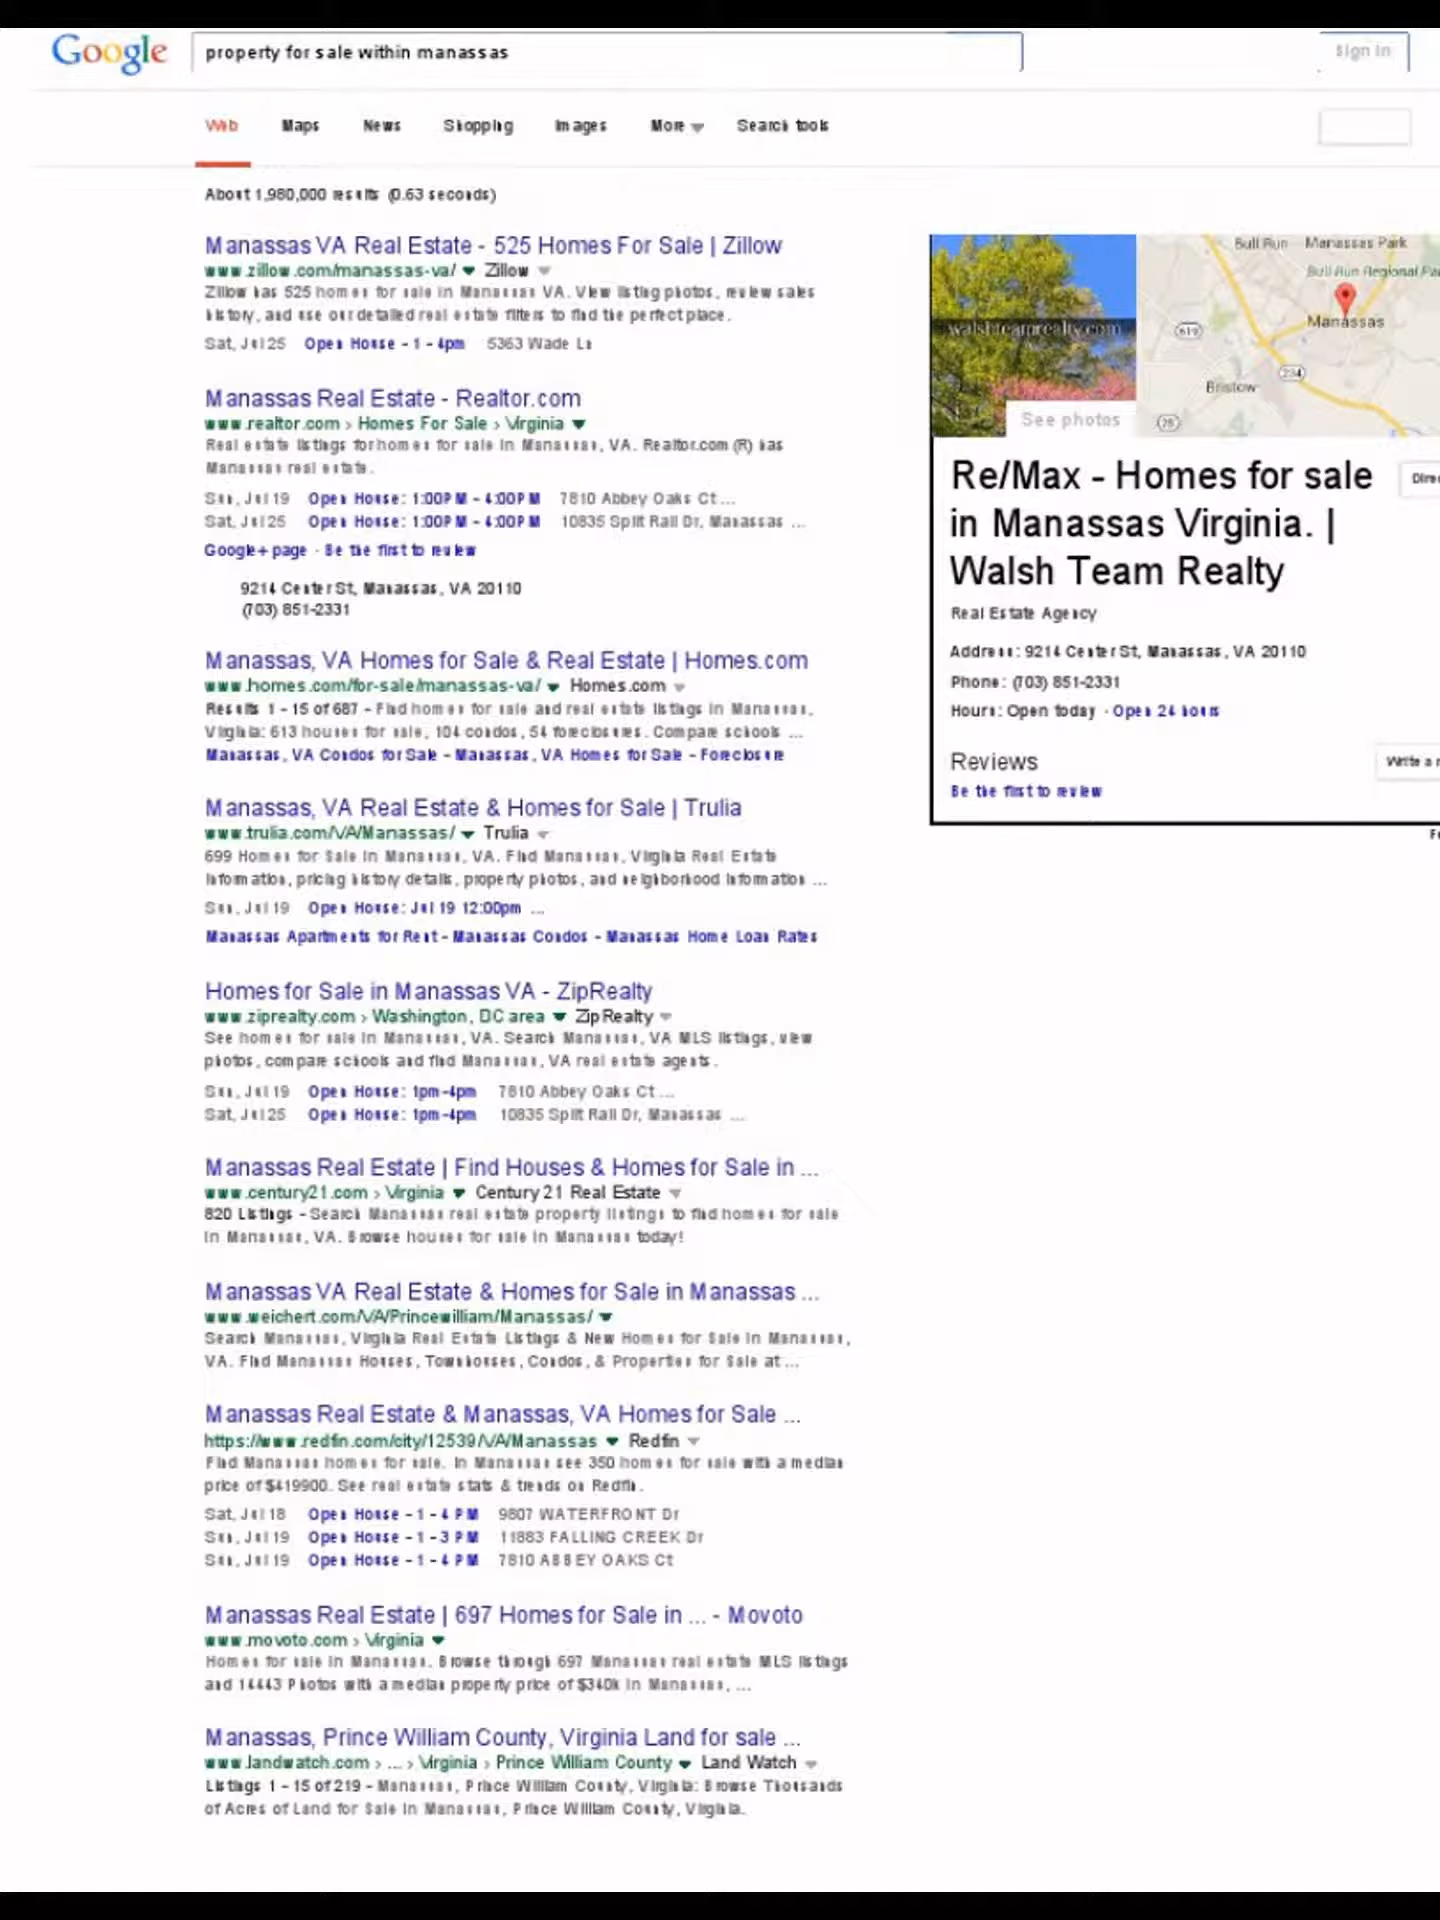 Google
property for sale within manassas
Sign in
Web Maps News Shopping Images More Search tools
About 1,980,000 results (0.63 seconds)
Manassas VA Real Estate - 525 Homes For Sale | Zillow
www.zillow.com/manassas-va/ Zillow
Zillow has 525 homes for sale in Manassas VA. View listing photos, review sales
history, and use our detailed real estate filters to find the perfect place.
Sat, Jul 25 Open House - 1 - 4pm 5363 Wade Ln
Manassas Real Estate - Realtor.com
www.realtor.com › Homes For Sale › Virginia
Real estate listings for homes for sale in Manassas, VA. Realtor.com (R) has
Manassas real estate.
Sun, Jul 19 Open House: 1:00PM - 4:00PM 7810 Abbey Oaks Ct ...
Sat, Jul 25 Open House: 1:00PM - 4:00PM 10835 Split Rail Dr, Manassas ...
Google+ page · Be the first to review
9214 Center St, Manassas, VA 20110
(703) 851-2331
Manassas, VA Homes for Sale & Real Estate | Homes.com
www.homes.com/for-sale/manassas-va/ Homes.com
Results 1 - 15 of 687 - Find homes for sale and real estate listings in Manassas,
Virginia: 613 houses for sale, 104 condos, 54 foreclosures. Compare schools ...
Manassas, VA Condos for Sale - Manassas, VA Homes for Sale - Foreclosure
Manassas, VA Real Estate & Homes for Sale | Trulia
www.trulia.com/VA/Manassas/ Trulia
699 Homes for Sale in Manassas, VA. Find Manassas, Virginia Real Estate
information, pricing history details, property photos, and neighborhood information ...
Sun, Jul 19 Open House: Jul 19 12:00pm ...
Manassas Apartments for Rent - Manassas Condos - Manassas Home Loan Rates
Homes for Sale in Manassas VA - ZipRealty
www.ziprealty.com › Washington, DC area ZipRealty
See homes for sale in Manassas, VA. Search Manassas, VA MLS listings, view
photos, compare schools and find Manassas, VA real estate agents.
Sun, Jul 19 Open House: 1pm-4pm 7810 Abbey Oaks Ct ...
Sat, Jul 25 Open House: 1pm-4pm 10835 Split Rail Dr, Manassas ...
Manassas Real Estate | Find Houses & Homes for Sale in ...
www.century21.com › Virginia Century 21 Real Estate
820 Listings - Search Manassas real estate property listings to find homes for sale
in Manassas, VA. Browse houses for sale in Manassas today!
Manassas VA Real Estate & Homes for Sale in Manassas ...
www.weichert.com/VA/Princewilliam/Manassas/
Search Manassas, Virginia Real Estate Listings & New Homes for Sale in Manassas,
VA. Find Manassas Houses, Townhouses, Condos, & Properties for Sale at ...
Manassas Real Estate & Manassas, VA Homes for Sale ...
https://www.redfin.com/city/12539/VA/Manassas Redfin
Find Manassas homes for sale. In Manassas see 350 homes for sale with a median
price of $419900. See real estate stats & trends on Redfin.
Sat, Jul 18 Open House - 1 - 4 PM 9807 WATERFRONT Dr
Sun, Jul 19 Open House - 1 - 3 PM 11883 FALLING CREEK Dr
Sun, Jul 19 Open House - 1 - 4 PM 7810 ABBEY OAKS Ct
Manassas Real Estate | 697 Homes for Sale in ... - Movoto
www.movoto.com › Virginia
Homes for sale in Manassas. Browse through 697 Manassas real estate MLS listings
and 14443 Photos with a median property price of $340k in Manassas, ...
Manassas, Prince William County, Virginia Land for sale ...
www.landwatch.com › ... › Virginia › Prince William County Land Watch
Listings 1 - 15 of 219 - Manassas, Prince William County, Virginia: Browse Thousands
of Acres of Land for Sale in Manassas, Prince William County, Virginia.
walshteamrealty.com
See photos
Bull Run Manassas Park
Bull Run Regional Pa
Manassas
619
234
Bristow
28
Re/Max - Homes for sale
in Manassas Virginia. |
Walsh Team Realty
Dire
Real Estate Agency
Address: 9214 Center St, Manassas, VA 20110
Phone: (703) 851-2331
Hours: Open today · Open 24 hours
Reviews
Write a r
Be the first to review